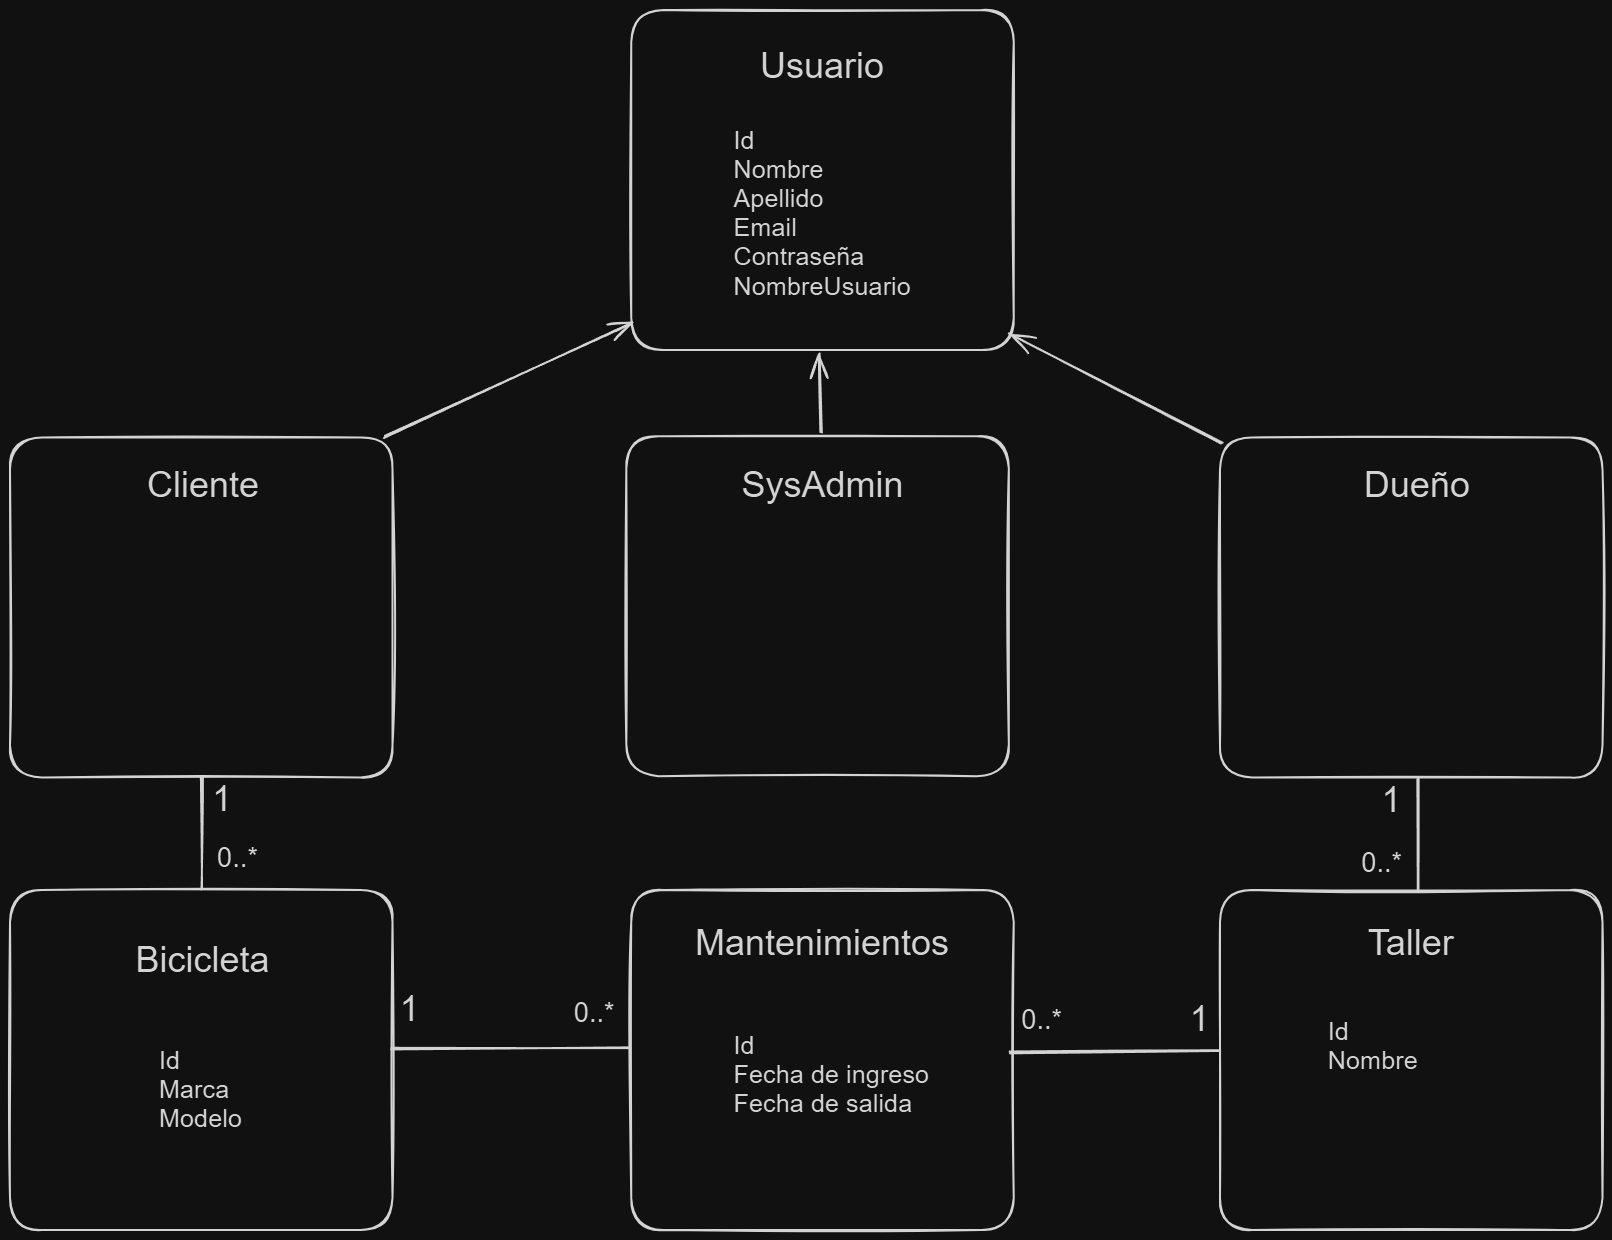 Usuario
Id
Nombre
Apellido
Email
Contraseña
NombreUsuario
Cliente
SysAdmin
Dueño
1
0..*
1
0..*
Bicicleta
Id
Marca
Modelo
1
0..*
Mantenimientos
Id
Fecha de ingreso
Fecha de salida
0..*
1
Taller
Id
Nombre